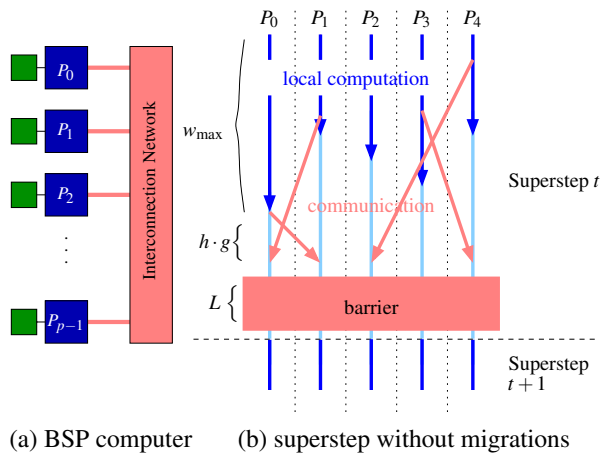 P₀
P₁
P₂
⋮
Pₚ₋₁
Interconnection Network
(a) BSP computer
P₀ P₁ P₂ P₃ P₄
local computation
w_max
communication
h · g
L
barrier
Superstep t
Superstep
t + 1
(b) superstep without migrations